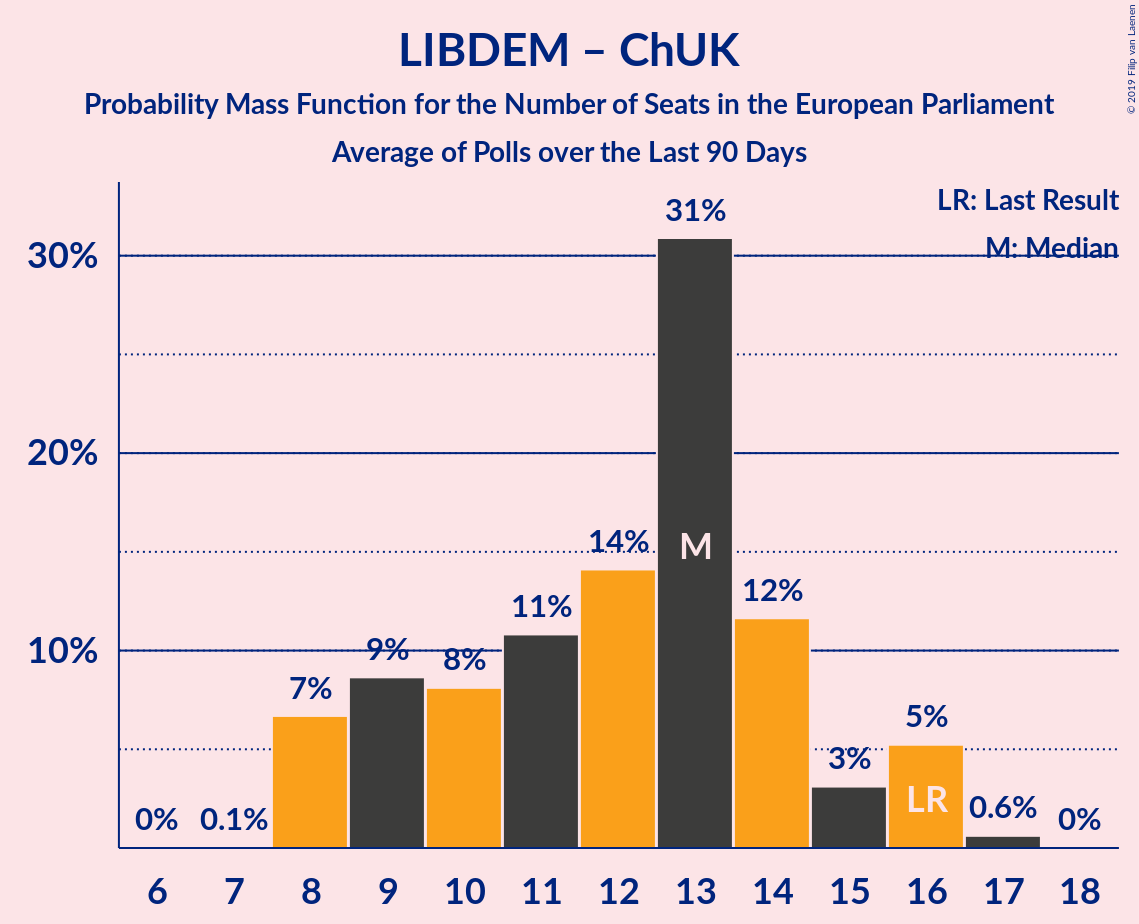 LIBDEM – ChUK
Probability Mass Function for the Number of Seats in the European Parliament
Average of Polls over the Last 90 Days
© 2019 Filip van Laenen
LR: Last Result
M: Median
30%
20%
10%
0%
0.1%
7%
9%
8%
11%
14%
31%
12%
3%
5%
0.6%
0%
M
LR
6 7 8 9 10 11 12 13 14 15 16 17 18